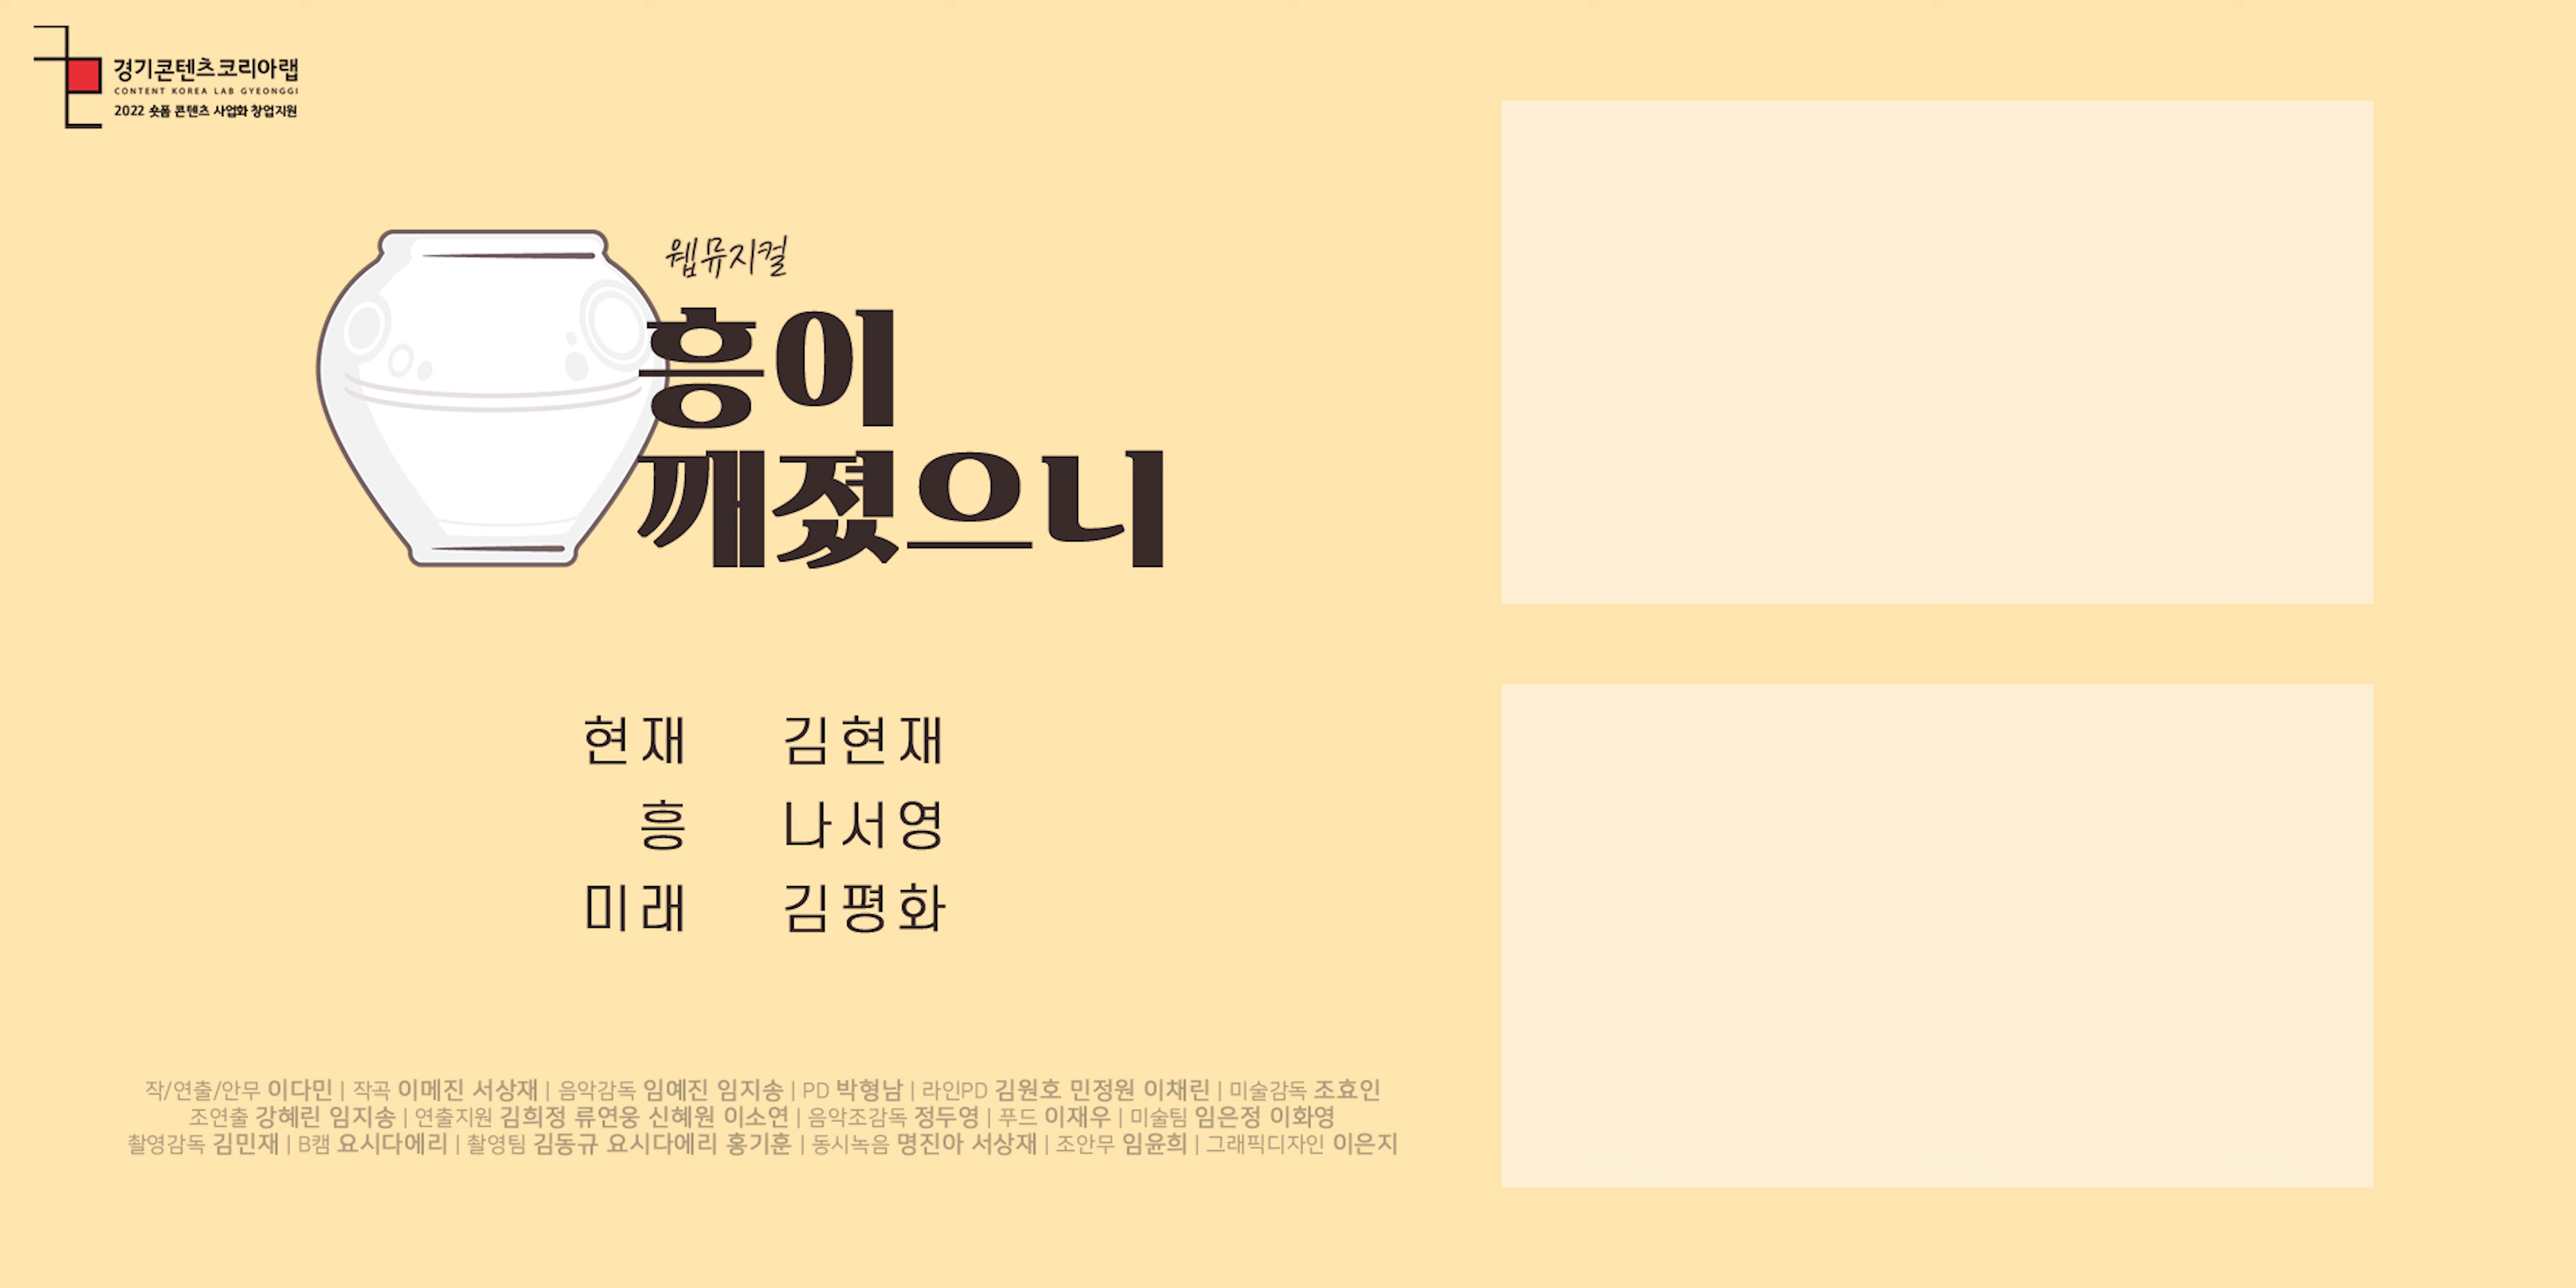 경기콘텐츠코리아랩
CONTENT KOREA LAB GYEONGGI
2022 숏폼 콘텐츠 사업화 창업지원
웹뮤지컬
흥이
깨졌으니
현재 김현재
흥 나서영
미래 김평화
작/연출/안무 이다민 | 작곡 이메진 서상재 | 음악감독 임예진 임지송 | PD 박형남 | 라인PD 김원호 민정원 이채린 | 미술감독 조효인
조연출 강혜린 임지송 | 연출지원 김희정 류연웅 신혜원 이소연 | 음악조감독 정두영 | 푸드 이재우 | 미술팀 임은정 이화영
촬영감독 김민재 | B캠 요시다에리 | 촬영팀 김동규 요시다에리 홍기훈 | 동시녹음 명진아 서상재 | 조안무 임윤희 | 그래픽디자인 이은지